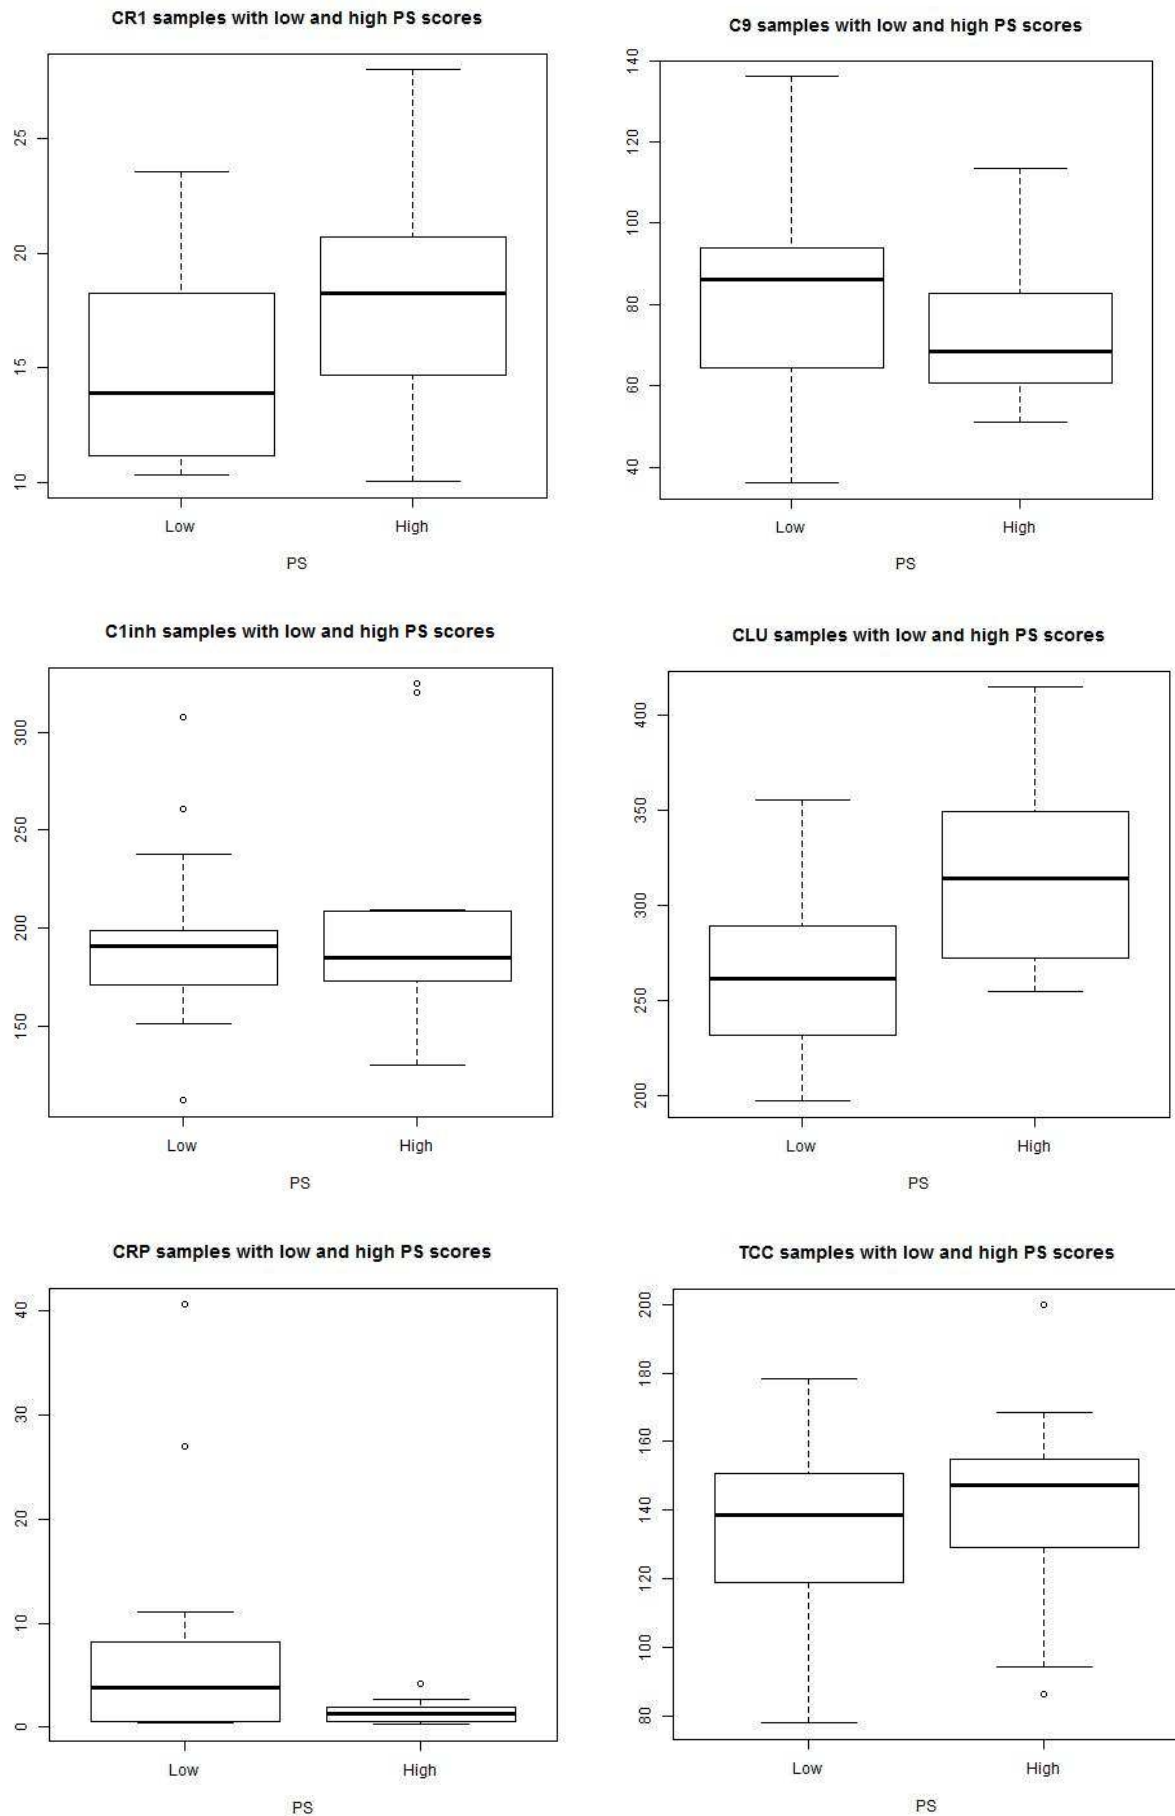 CR1 samples with low and high PS scores
25
20
15
10
Low High
PS
C9 samples with low and high PS scores
140
120
100
80
60
40
Low High
PS
C1inh samples with low and high PS scores
300
250
200
150
Low High
PS
CLU samples with low and high PS scores
400
350
300
250
200
Low High
PS
CRP samples with low and high PS scores
40
30
20
10
0
Low High
PS
TCC samples with low and high PS scores
200
180
160
140
120
100
80
Low High
PS